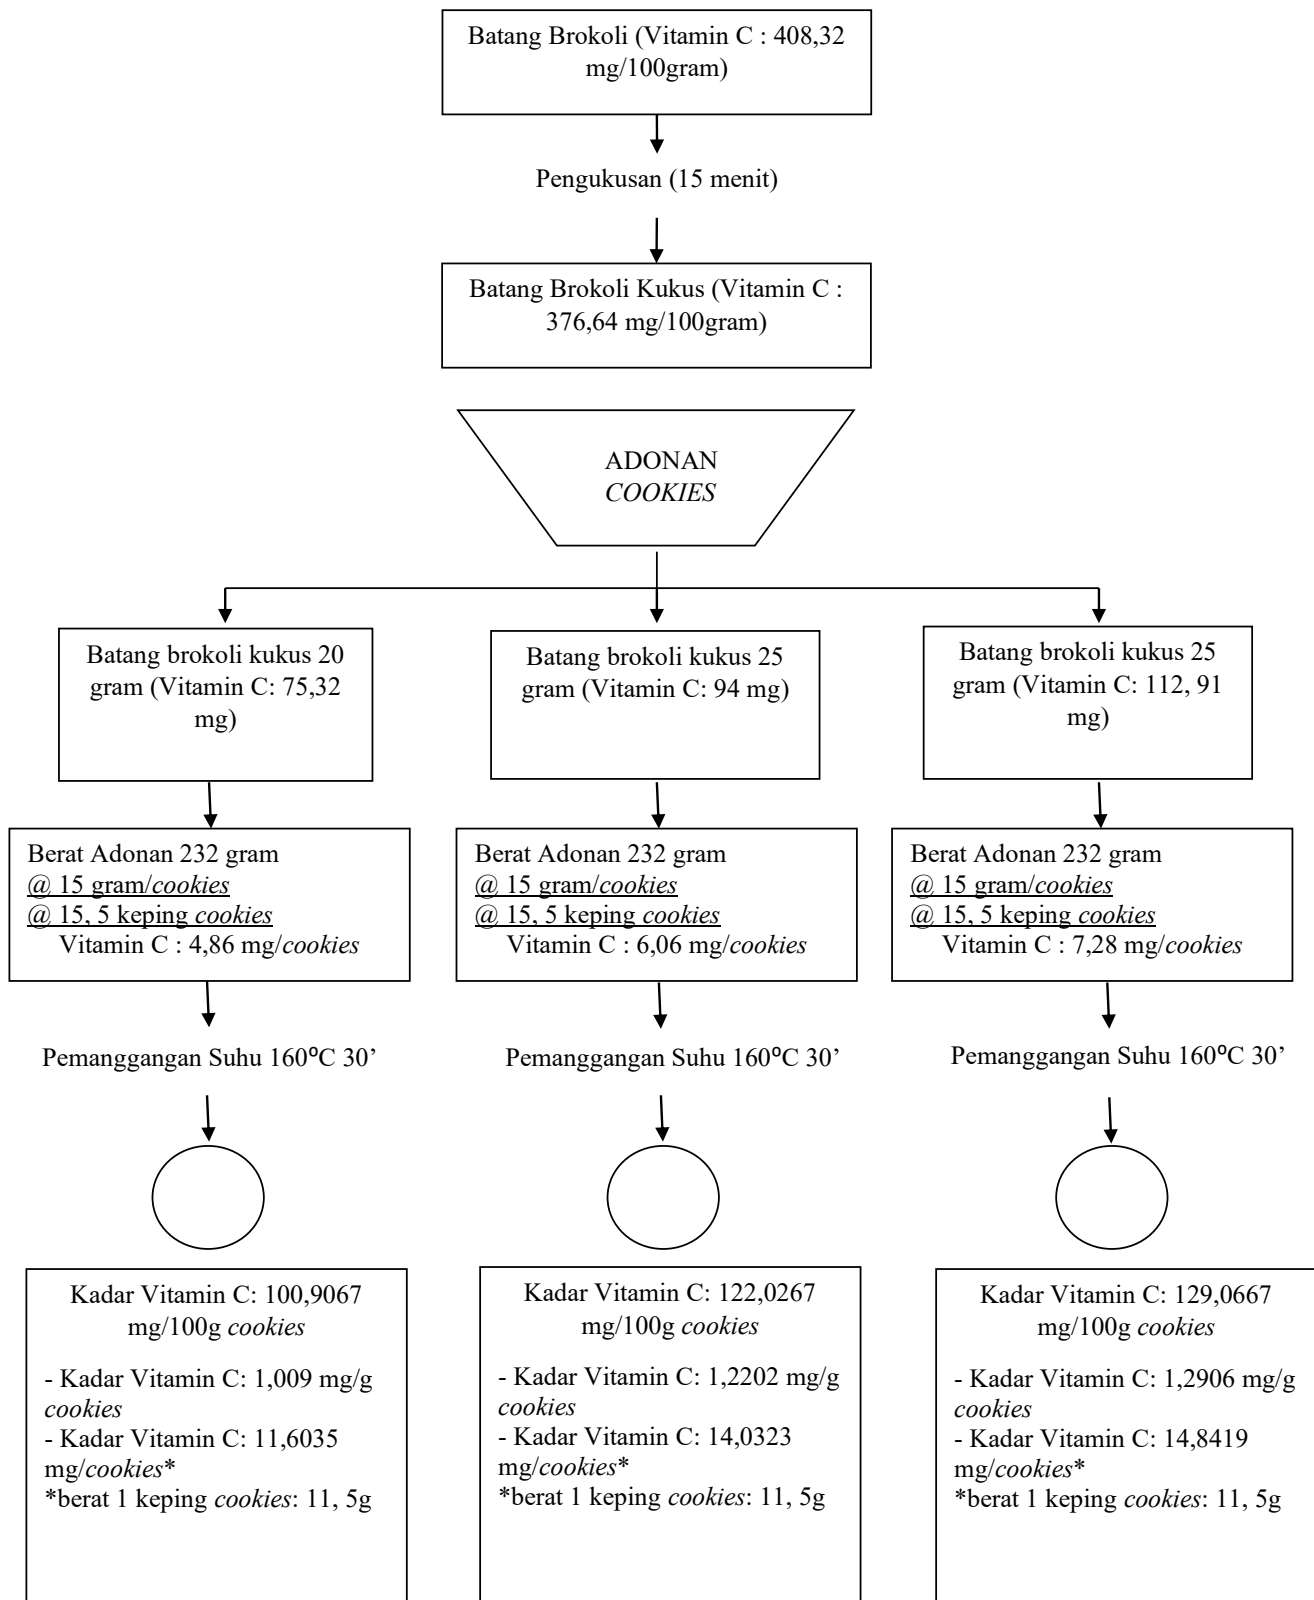 Batang Brokoli (Vitamin C : 408,32
mg/100gram)
Pengukusan (15 menit)
Batang Brokoli Kukus (Vitamin C :
376,64 mg/100gram)
ADONAN
COOKIES
Batang brokoli kukus 20
gram (Vitamin C: 75,32
mg)
Batang brokoli kukus 25
gram (Vitamin C: 94 mg)
Batang brokoli kukus 25
gram (Vitamin C: 112, 91
mg)
Berat Adonan 232 gram
@ 15 gram/cookies
@ 15, 5 keping cookies
Vitamin C : 4,86 mg/cookies
Berat Adonan 232 gram
@ 15 gram/cookies
@ 15, 5 keping cookies
Vitamin C : 6,06 mg/cookies
Berat Adonan 232 gram
@ 15 gram/cookies
@ 15, 5 keping cookies
Vitamin C : 7,28 mg/cookies
Pemanggangan Suhu 160⁰C 30’
Pemanggangan Suhu 160⁰C 30’
Pemanggangan Suhu 160⁰C 30’
Kadar Vitamin C: 100,9067
mg/100g cookies
- Kadar Vitamin C: 1,009 mg/g
cookies
- Kadar Vitamin C: 11,6035
mg/cookies*
*berat 1 keping cookies: 11, 5g
Kadar Vitamin C: 122,0267
mg/100g cookies
- Kadar Vitamin C: 1,2202 mg/g
cookies
- Kadar Vitamin C: 14,0323
mg/cookies*
*berat 1 keping cookies: 11, 5g
Kadar Vitamin C: 129,0667
mg/100g cookies
- Kadar Vitamin C: 1,2906 mg/g
cookies
- Kadar Vitamin C: 14,8419
mg/cookies*
*berat 1 keping cookies: 11, 5g